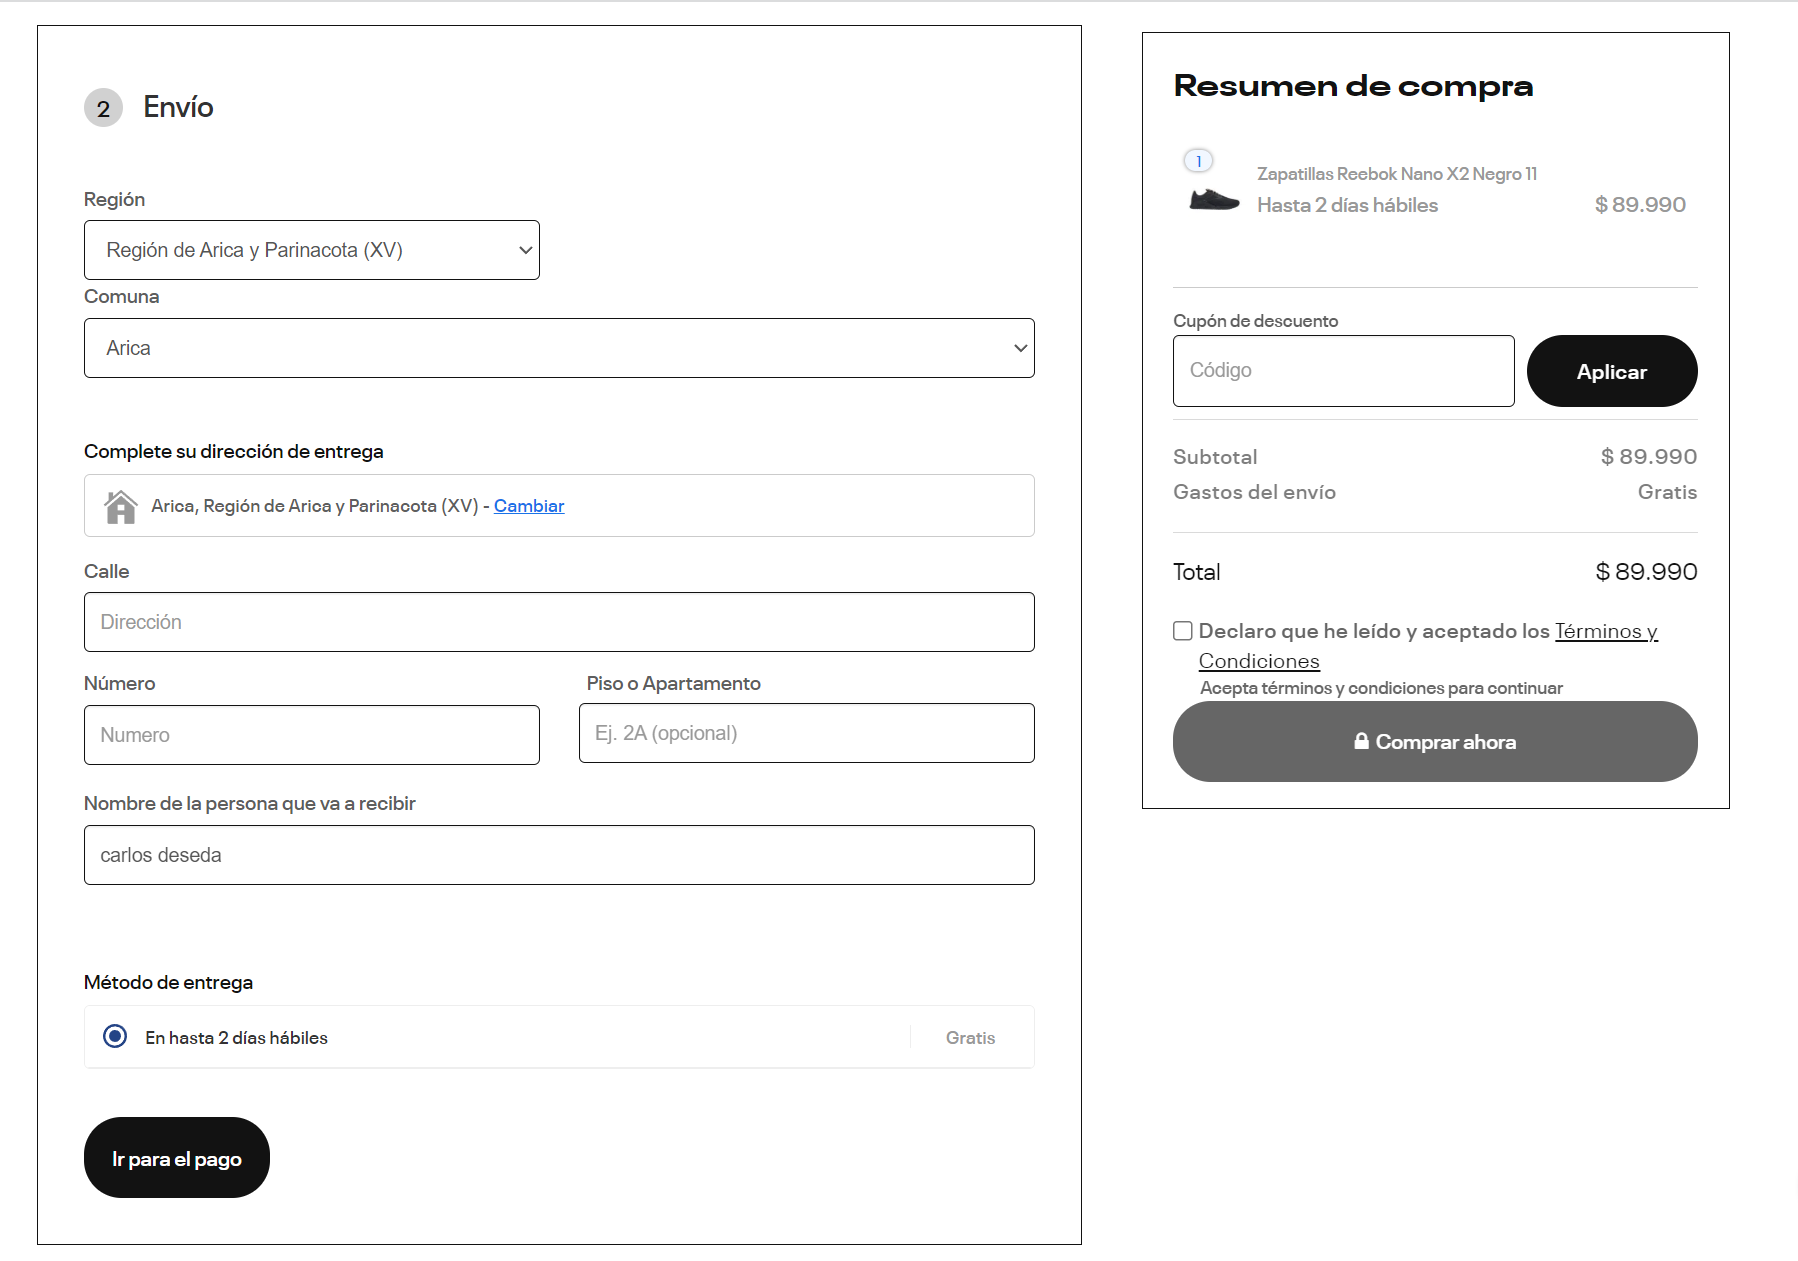 2 Envío
Región
Región de Arica y Parinacota (XV)
Comuna
Arica
Complete su dirección de entrega
Arica, Región de Arica y Parinacota (XV) - Cambiar
Calle
Dirección
Número
Numero
Piso o Apartamento
Ej. 2A (opcional)
Nombre de la persona que va a recibir
carlos deseda
Método de entrega
En hasta 2 días hábiles Gratis
Ir para el pago
Resumen de compra
1
Zapatillas Reebok Nano X2 Negro 11
Hasta 2 días hábiles $ 89.990
Cupón de descuento
Código
Aplicar
Subtotal $ 89.990
Gastos del envío Gratis
Total $ 89.990
Declaro que he leído y aceptado los Términos y
Condiciones
Acepta términos y condiciones para continuar
Comprar ahora